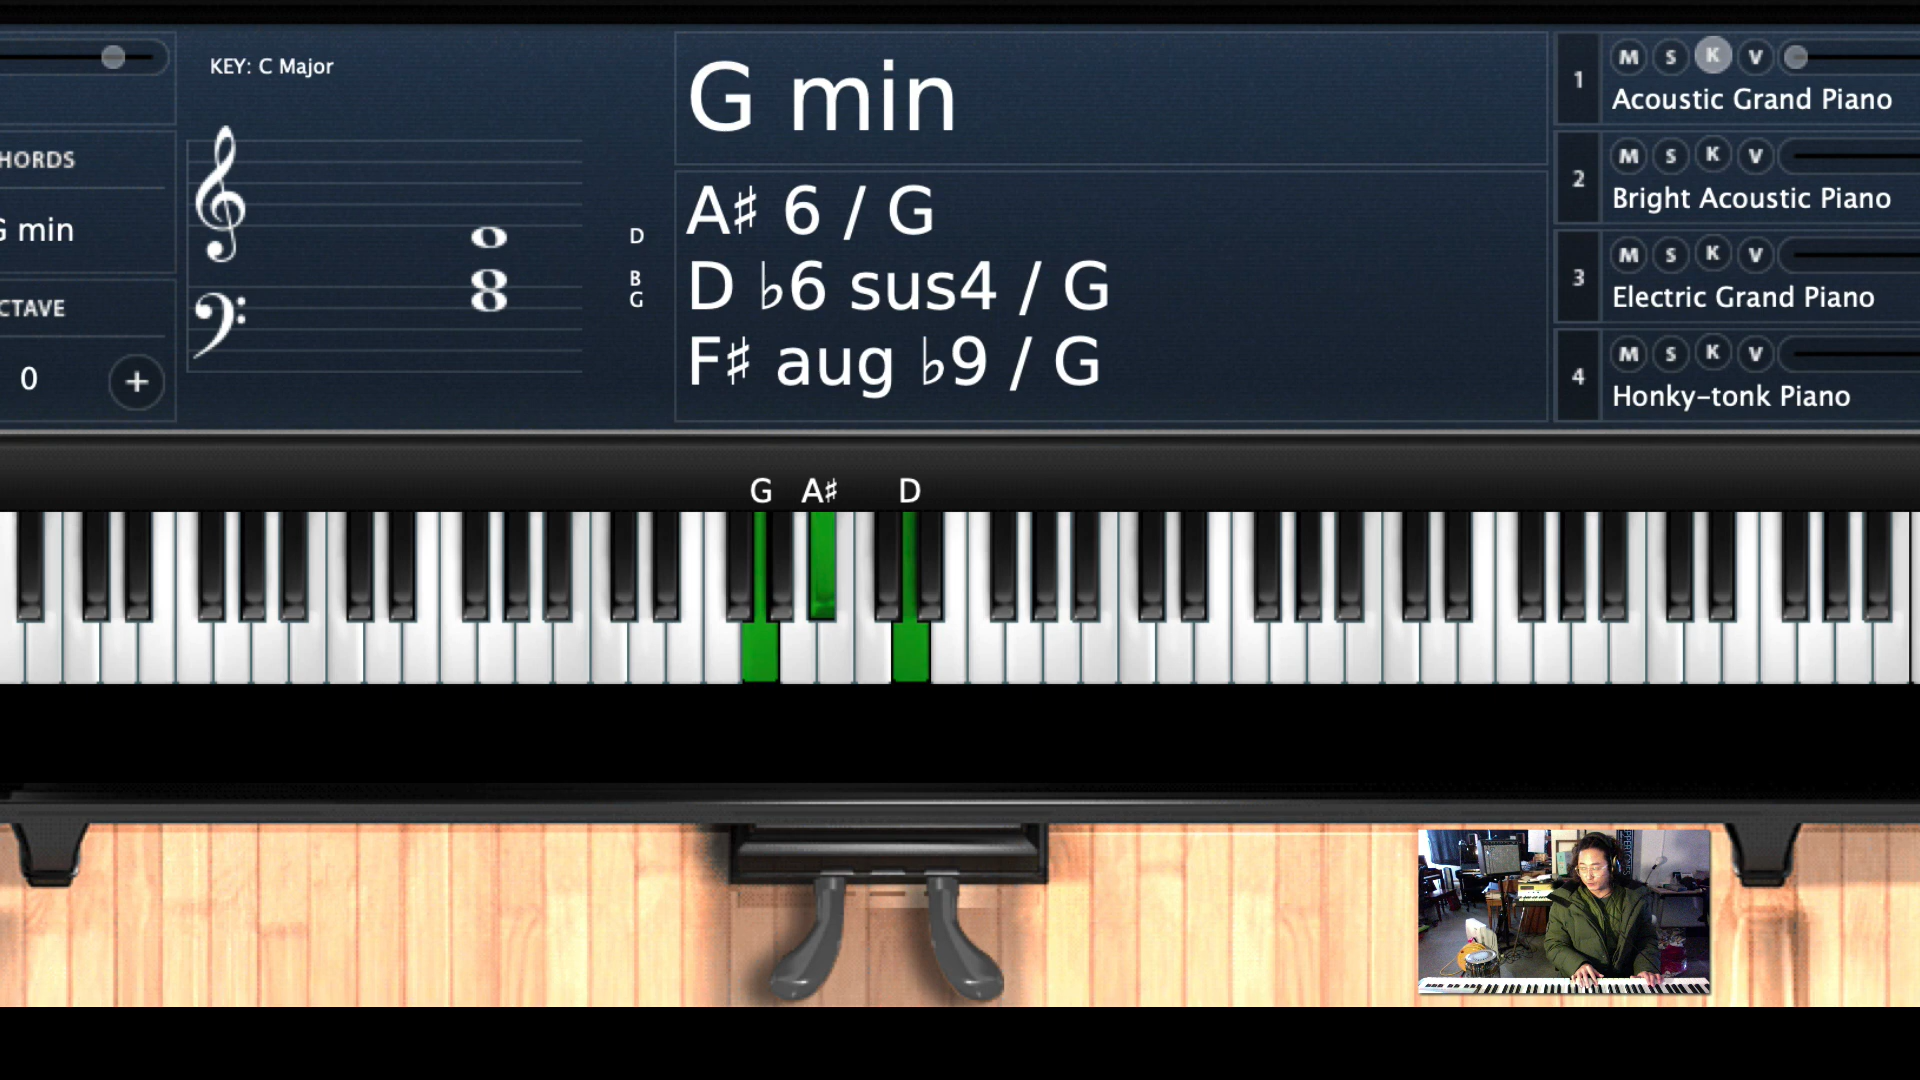 KEY: C Major
HORDS
G min
CTAVE
0
+
D
B
G
G min
A♯ 6 / G
D ♭6 sus4 / G
F♯ aug ♭9 / G
1
M S K V
Acoustic Grand Piano
2
M S K V
Bright Acoustic Piano
3
M S K V
Electric Grand Piano
4
M S K V
Honky-tonk Piano
G A♯ D